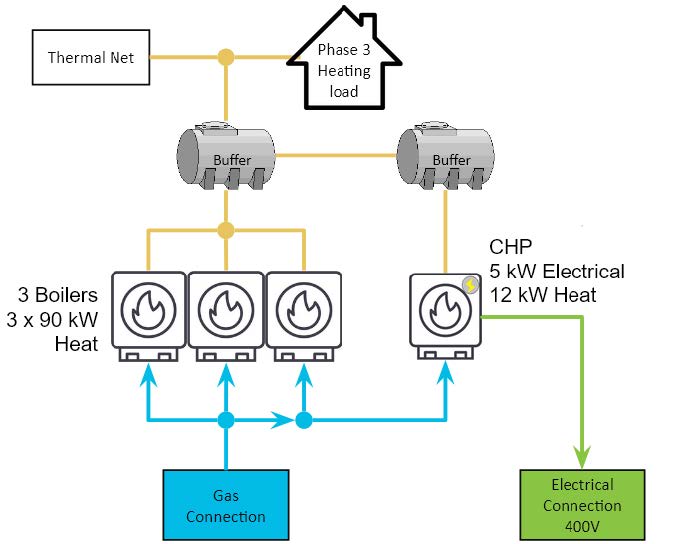 Thermal Net
Phase 3
Heating
load
Buffer
Buffer
3 Boilers
3 x 90 kW
Heat
CHP
5 kW Electrical
12 kW Heat
Gas
Connection
Electrical
Connection
400V